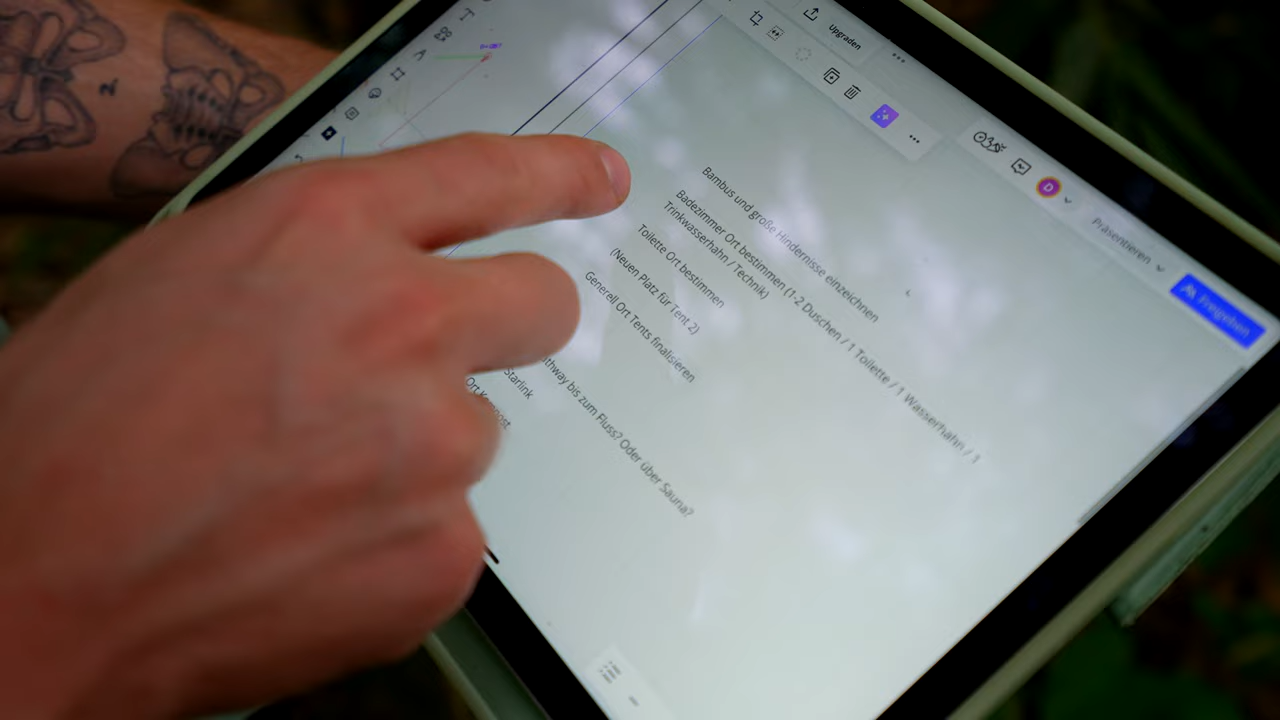 Upgraden
Präsentieren
Freigeben
D
Bambus und große Hindernisse einzeichnen
Badezimmer Ort bestimmen (1-2 Duschen / 1 Toilette / 1 Wasserhahn / 1
Trinkwasserhahn / Technik)
Toilette Ort bestimmen
(Neuen Platz für Tent 2)
Generell Ort Tents finalisieren
thway bis zum Fluss? Oder über Sauna?
Starlink
Ort